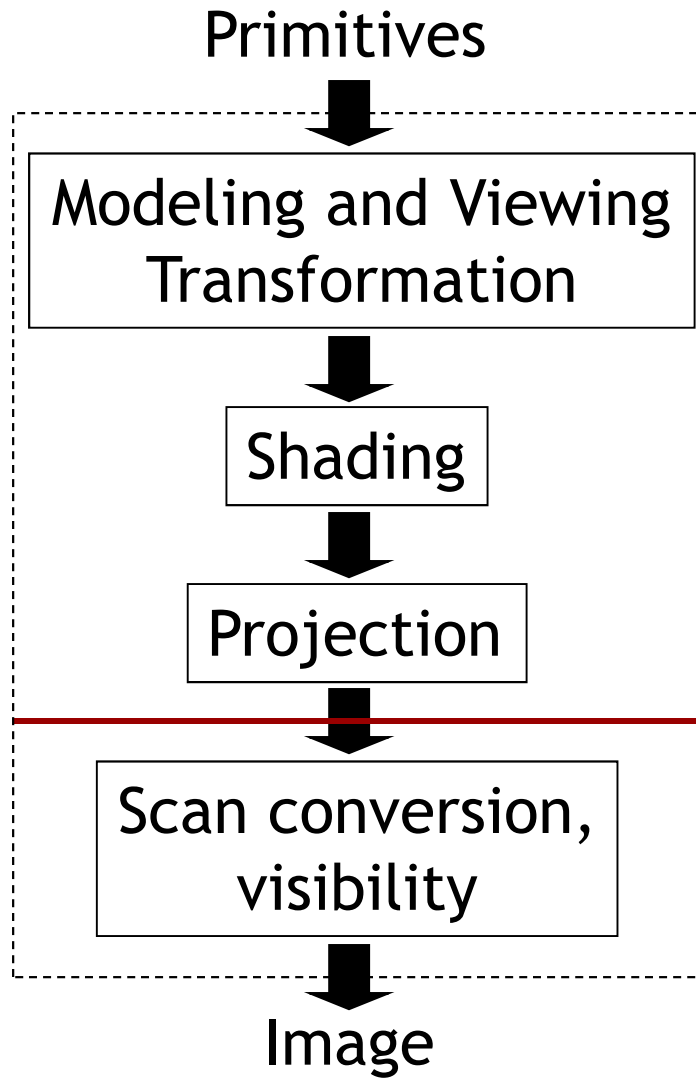 Primitives
Modeling and Viewing
Transformation
Shading
Projection
Scan conversion,
visibility
Image